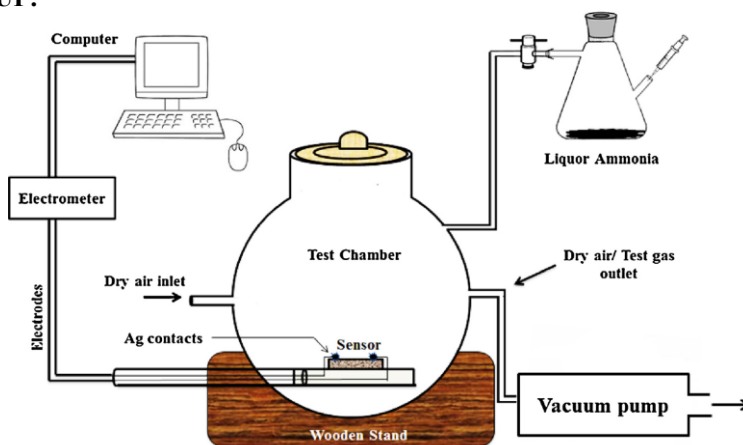 Computer
Liquor Ammonia
Electrometer
Test Chamber
Dry air/ Test gas
outlet
Dry air inlet
Electrodes
Ag contacts
Sensor
Vacuum pump
Wooden Stand